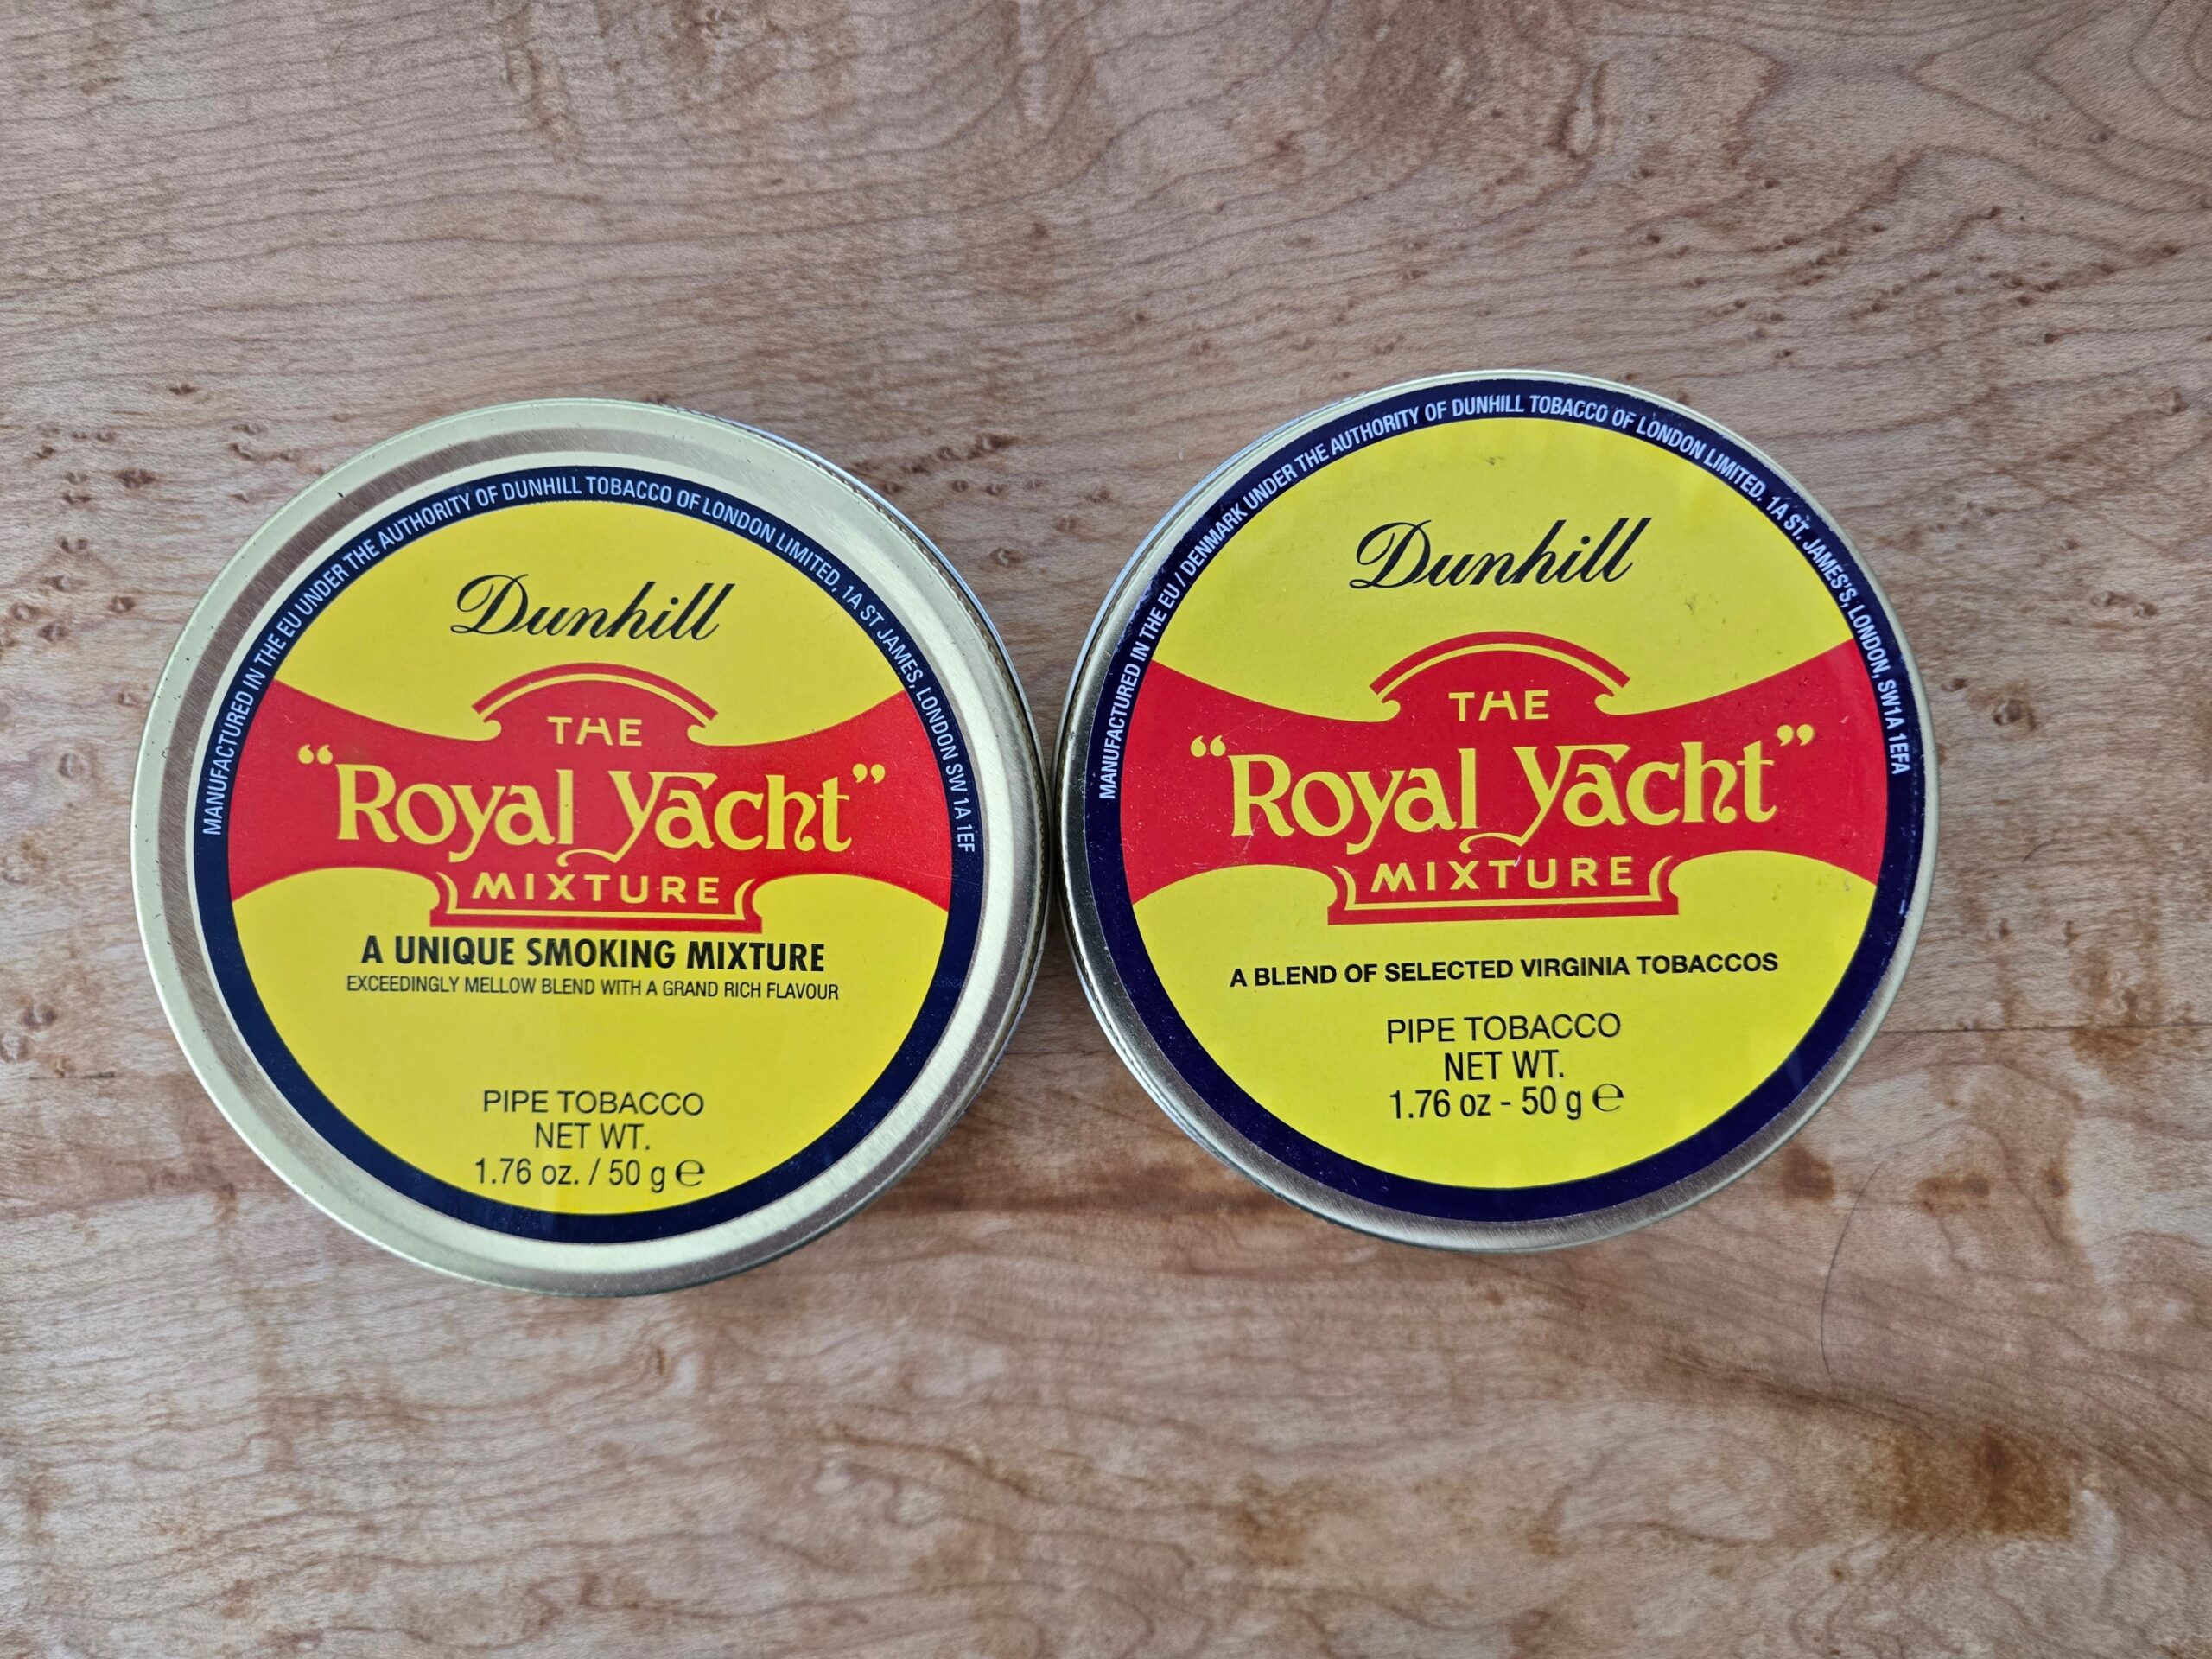 MANUFACTURED IN THE EU UNDER THE AUTHORITY OF DUNHILL TOBACCO OF LONDON LIMITED, 1A ST JAMES, LONDON SW 1A 1EF
Dunhill
THE
"Royal Yacht"
MIXTURE
A UNIQUE SMOKING MIXTURE
EXCEEDINGLY MELLOW BLEND WITH A GRAND RICH FLAVOUR
PIPE TOBACCO
NET WT.
1.76 oz. / 50 g ℮
MANUFACTURED IN THE EU / DENMARK UNDER THE AUTHORITY OF DUNHILL TOBACCO OF LONDON LIMITED, 1A ST. JAMES'S, LONDON, SW1A 1EFA
Dunhill
THE
"Royal Yacht"
MIXTURE
A BLEND OF SELECTED VIRGINIA TOBACCOS
PIPE TOBACCO
NET WT.
1.76 oz - 50 g ℮